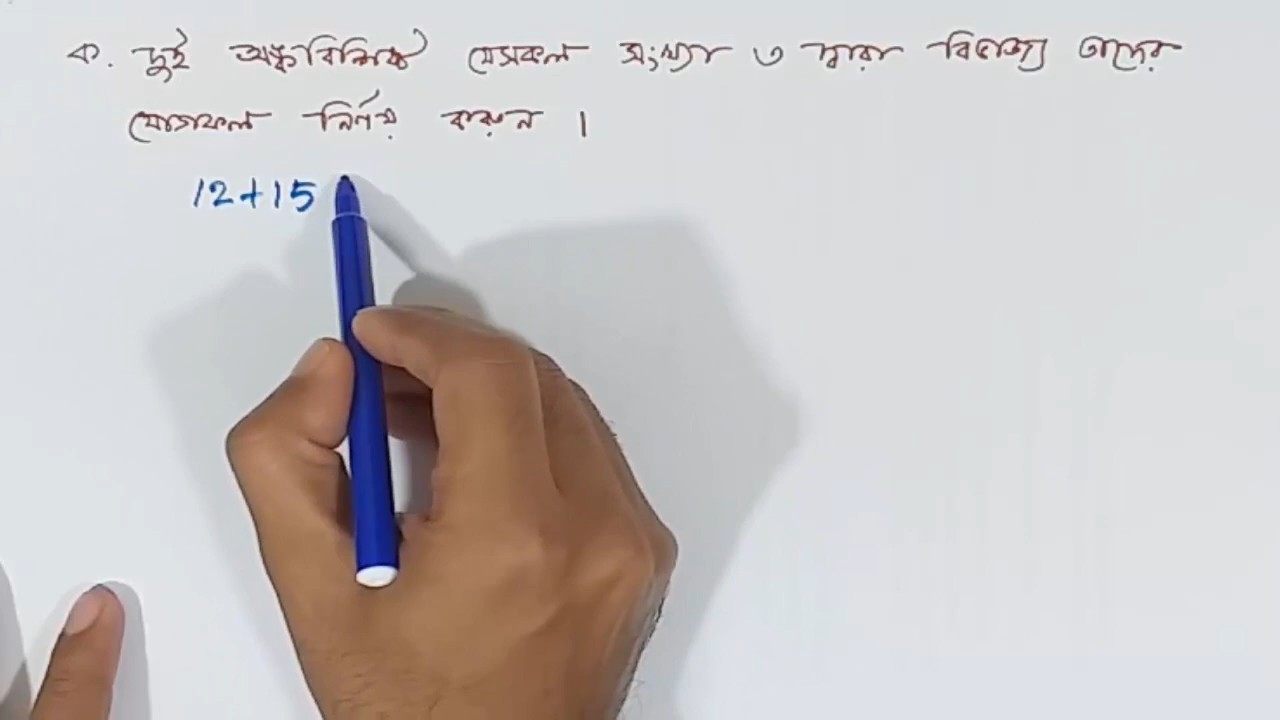 ক. দুই অঙ্কবিশিষ্ট যেসকল সংখ্যা ৩ দ্বারা বিভাজ্য তাদের
যোগফল নির্ণয় করুন ।
12+15